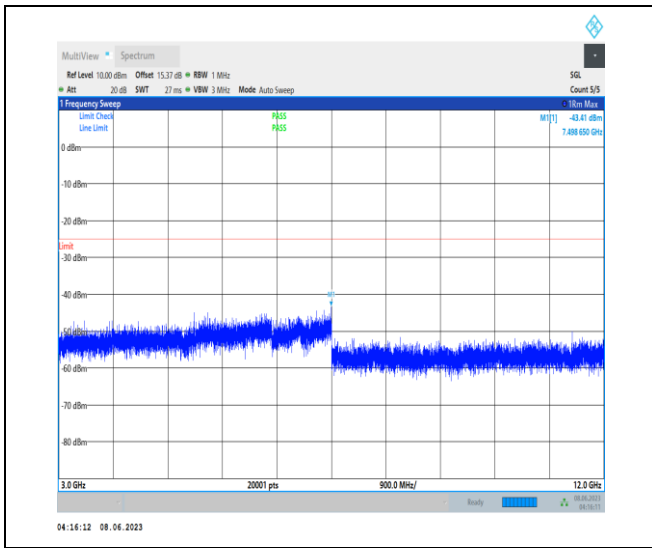 MultiView Spectrum
Ref Level 10.00 dBm Offset 15.37 dB RBW 1 MHz SGL
Att 20 dB SWT 27 ms VBW 3 MHz Mode Auto Sweep Count 5/5
1 Frequency Sweep 1Rm Max
Limit Check PASS M1[1] -43.41 dBm
Line Limit PASS 7.498 650 GHz
0 dBm
-10 dBm
-20 dBm
Limit
-30 dBm
-40 dBm
M1
-50 dBm
-60 dBm
-70 dBm
-80 dBm
3.0 GHz 20001 pts 900.0 MHz/ 12.0 GHz
Ready 08.06.2023
04:16:11
04:16:12 08.06.2023